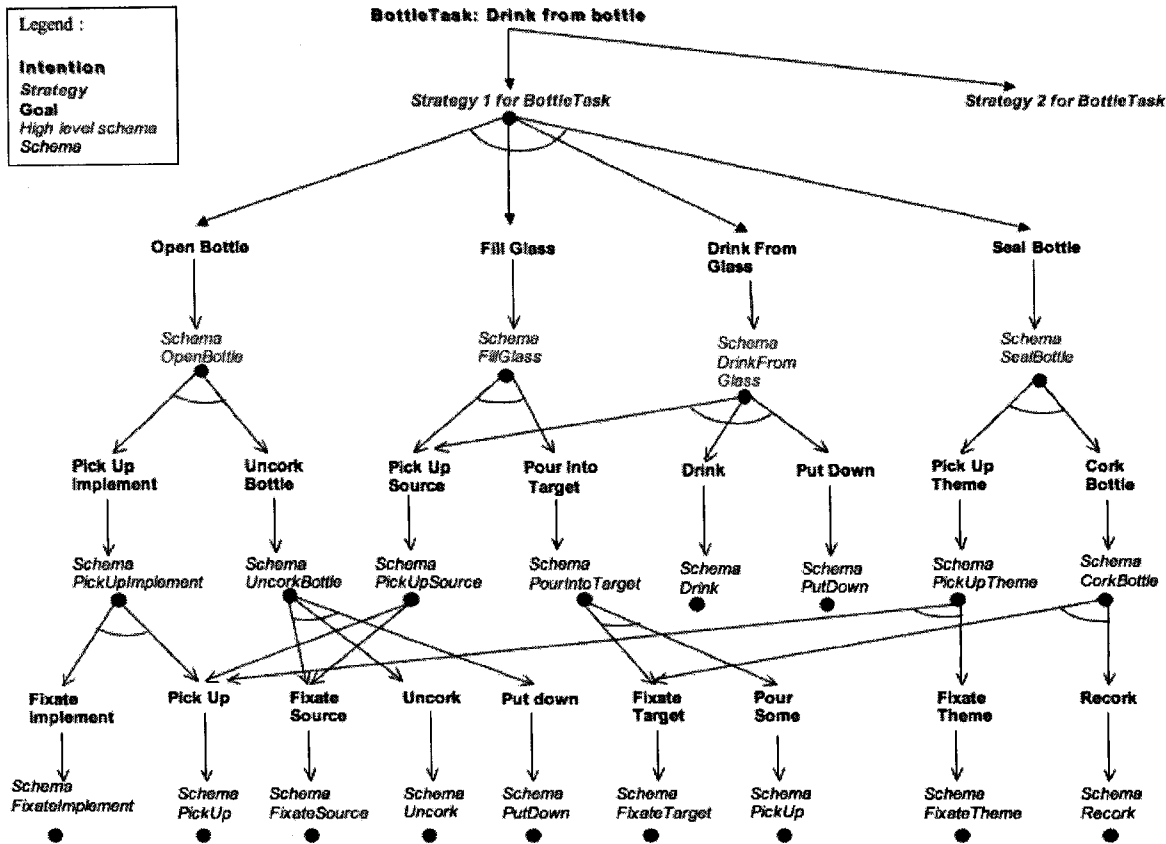 BottleTask: Drink from bottle
Legend :
Intention
Strategy
Goal
High level schema
Schema
Strategy 1 for BottleTask
Strategy 2 for BottleTask
Open Bottle
Fill Glass
Drink From
Glass
Seal Bottle
Schema
OpenBottle
Schema
FillGlass
Schema
DrinkFrom
Glass
Schema
SealBottle
Pick Up
Implement
Uncork
Bottle
Pick Up
Source
Pour Into
Target
Drink
Put Down
Pick Up
Theme
Cork
Bottle
Schema
PickUpImplement
Schema
UncorkBottle
Schema
PickUpSource
Schema
PourIntoTarget
Schema
Drink
Schema
PutDown
Schema
PickUpTheme
Schema
CorkBottle
Fixate
Implement
Pick Up
Fixate
Source
Uncork
Put down
Fixate
Target
Pour
Some
Fixate
Theme
Recork
Schema
FixateImplement
Schema
PickUp
Schema
FixateSource
Schema
Uncork
Schema
PutDown
Schema
FixateTarget
Schema
PickUp
Schema
FixateTheme
Schema
Recork